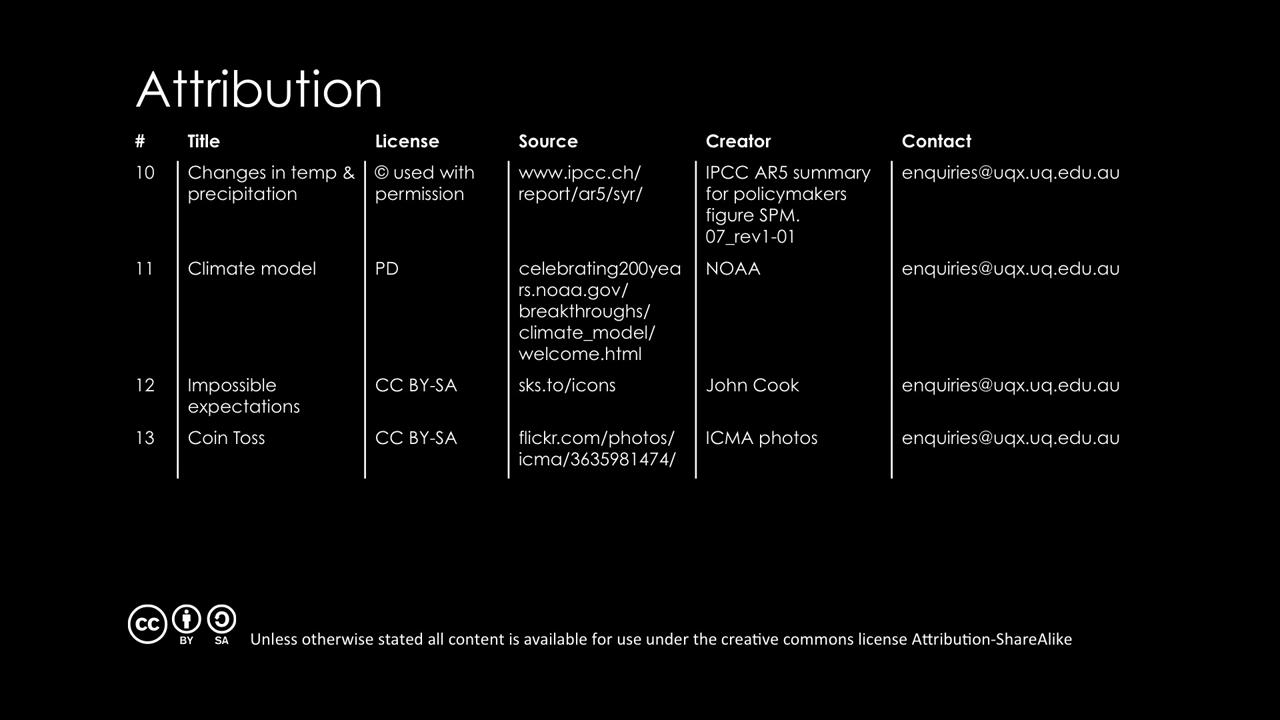 Attribution
# Title License Source Creator Contact
10 Changes in temp & © used with www.ipcc.ch/ IPCC AR5 summary enquiries@uqx.uq.edu.au
precipitation permission report/ar5/syr/ for policymakers
figure SPM.
07_rev1-01
11 Climate model PD celebrating200yea NOAA enquiries@uqx.uq.edu.au
rs.noaa.gov/
breakthroughs/
climate_model/
welcome.html
12 Impossible CC BY-SA sks.to/icons John Cook enquiries@uqx.uq.edu.au
expectations
13 Coin Toss CC BY-SA flickr.com/photos/ ICMA photos enquiries@uqx.uq.edu.au
icma/3635981474/
cc BY SA Unless otherwise stated all content is available for use under the creative commons license Attribution-ShareAlike